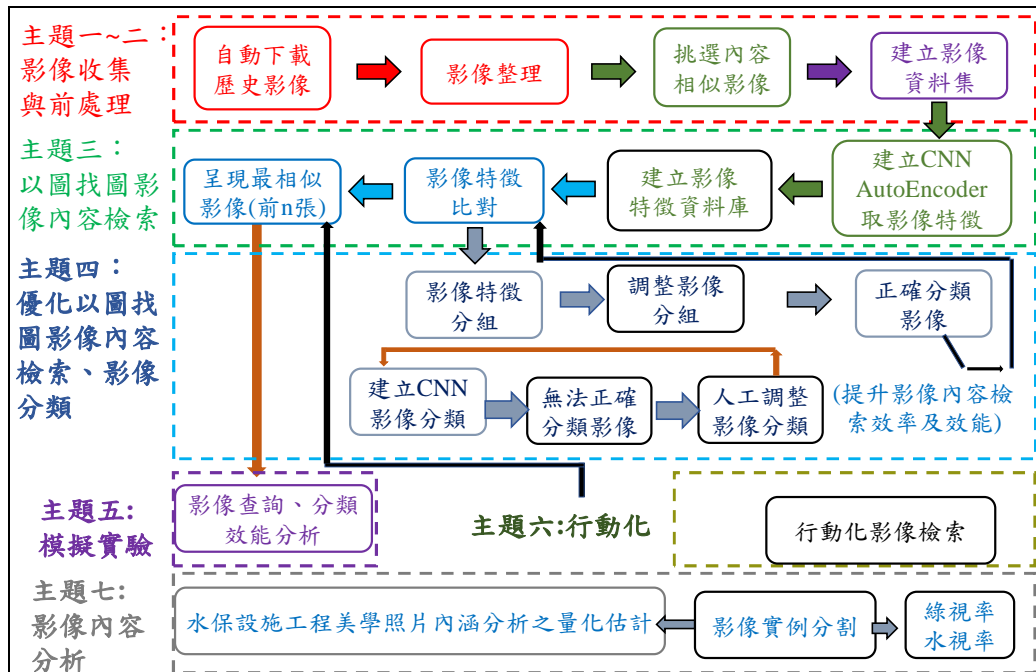 主題一~二：
影像收集
與前處理
自動下載
歷史影像
影像整理
挑選內容
相似影像
建立影像
資料集
主題三：
以圖找圖影
像內容檢索
呈現最相似
影像(前n張)
影像特徵
比對
建立影像
特徵資料庫
建立CNN
AutoEncoder
取影像特徵
主題四：
優化以圖找
圖影像內容
檢索、影像
分類
影像特徵
分組
調整影像
分組
正確分類
影像
建立CNN
影像分類
無法正確
分類影像
人工調整
影像分類
(提升影像內容檢
索效率及效能)
主題五:
模擬實驗
影像查詢、分類
效能分析
主題六:行動化
行動化影像檢索
主題七:
影像內容
分析
水保設施工程美學照片內涵分析之量化估計
影像實例分割
綠視率
水視率